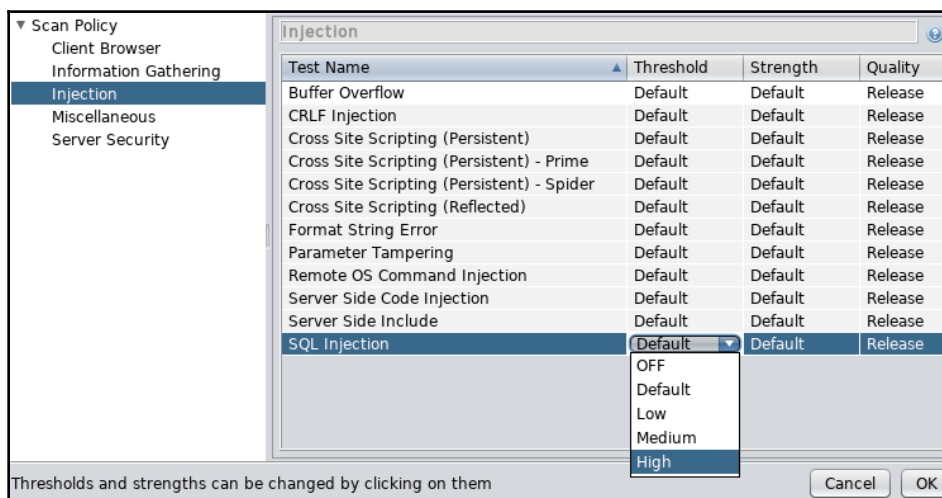 Scan Policy
Client Browser
Information Gathering
Injection
Miscellaneous
Server Security
Injection
Test Name Threshold Strength Quality
Buffer Overflow Default Default Release
CRLF Injection Default Default Release
Cross Site Scripting (Persistent) Default Default Release
Cross Site Scripting (Persistent) - Prime Default Default Release
Cross Site Scripting (Persistent) - Spider Default Default Release
Cross Site Scripting (Reflected) Default Default Release
Format String Error Default Default Release
Parameter Tampering Default Default Release
Remote OS Command Injection Default Default Release
Server Side Code Injection Default Default Release
Server Side Include Default Default Release
SQL Injection Default Default Release
OFF
Default
Low
Medium
High
Thresholds and strengths can be changed by clicking on them
Cancel OK